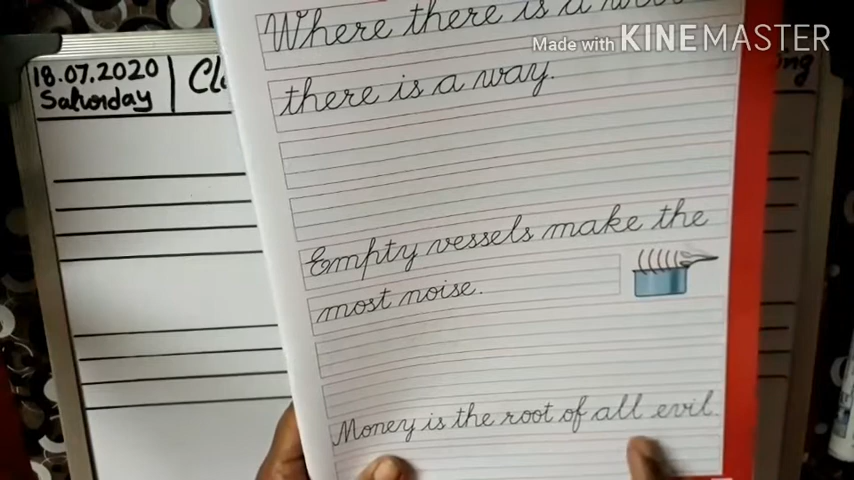 Made with KINEMASTER
18.07.2020
Saturday
Where there is a
there is a way.
Empty vessels make the
most noise.
Money is the root of all evil.